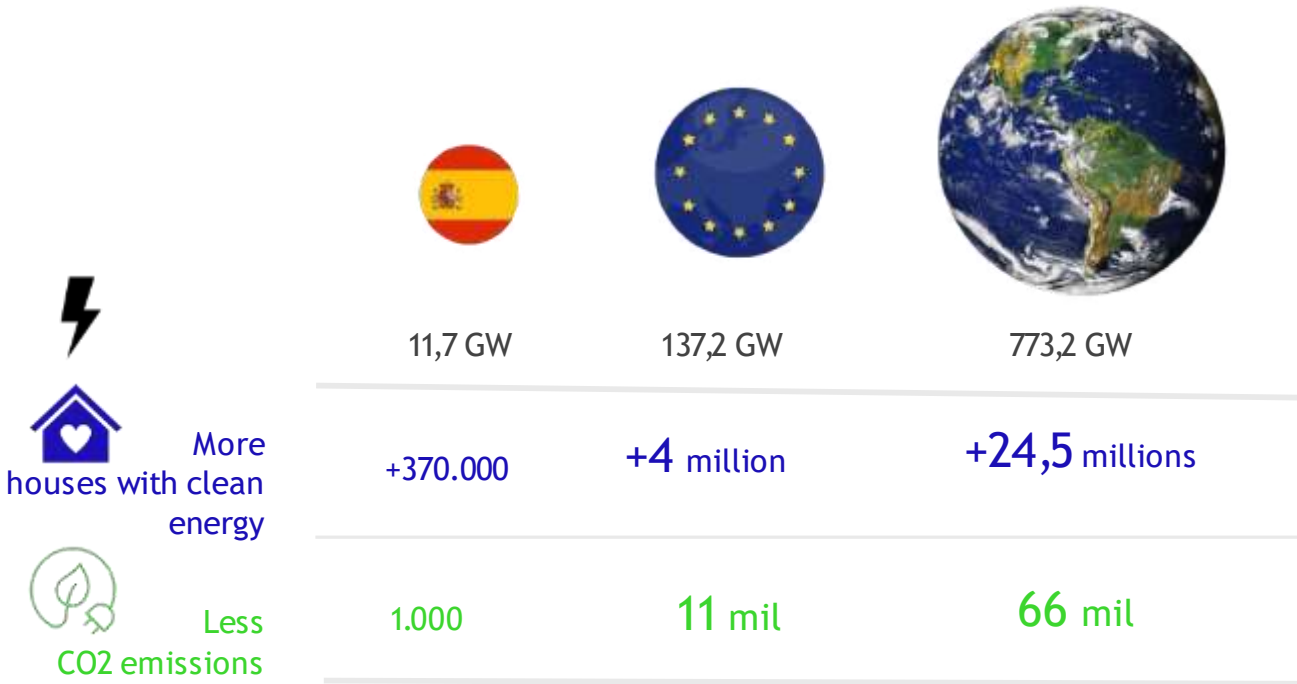 11,7 GW 137,2 GW 773,2 GW
More
houses with clean
energy
+370.000 +4 million +24,5 millions
Less
CO2 emissions
1.000 11 mil 66 mil